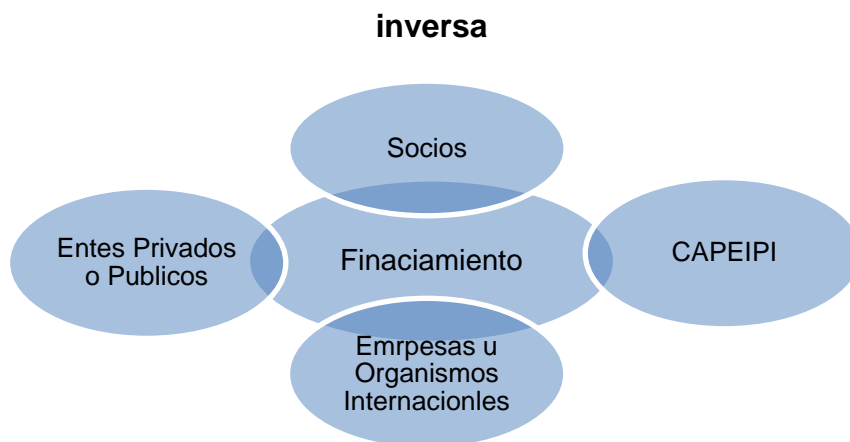 inversa
Socios
Entes Privados
o Publicos
Finaciamiento
CAPEIPI
Emrpesas u
Organismos
Internacionles